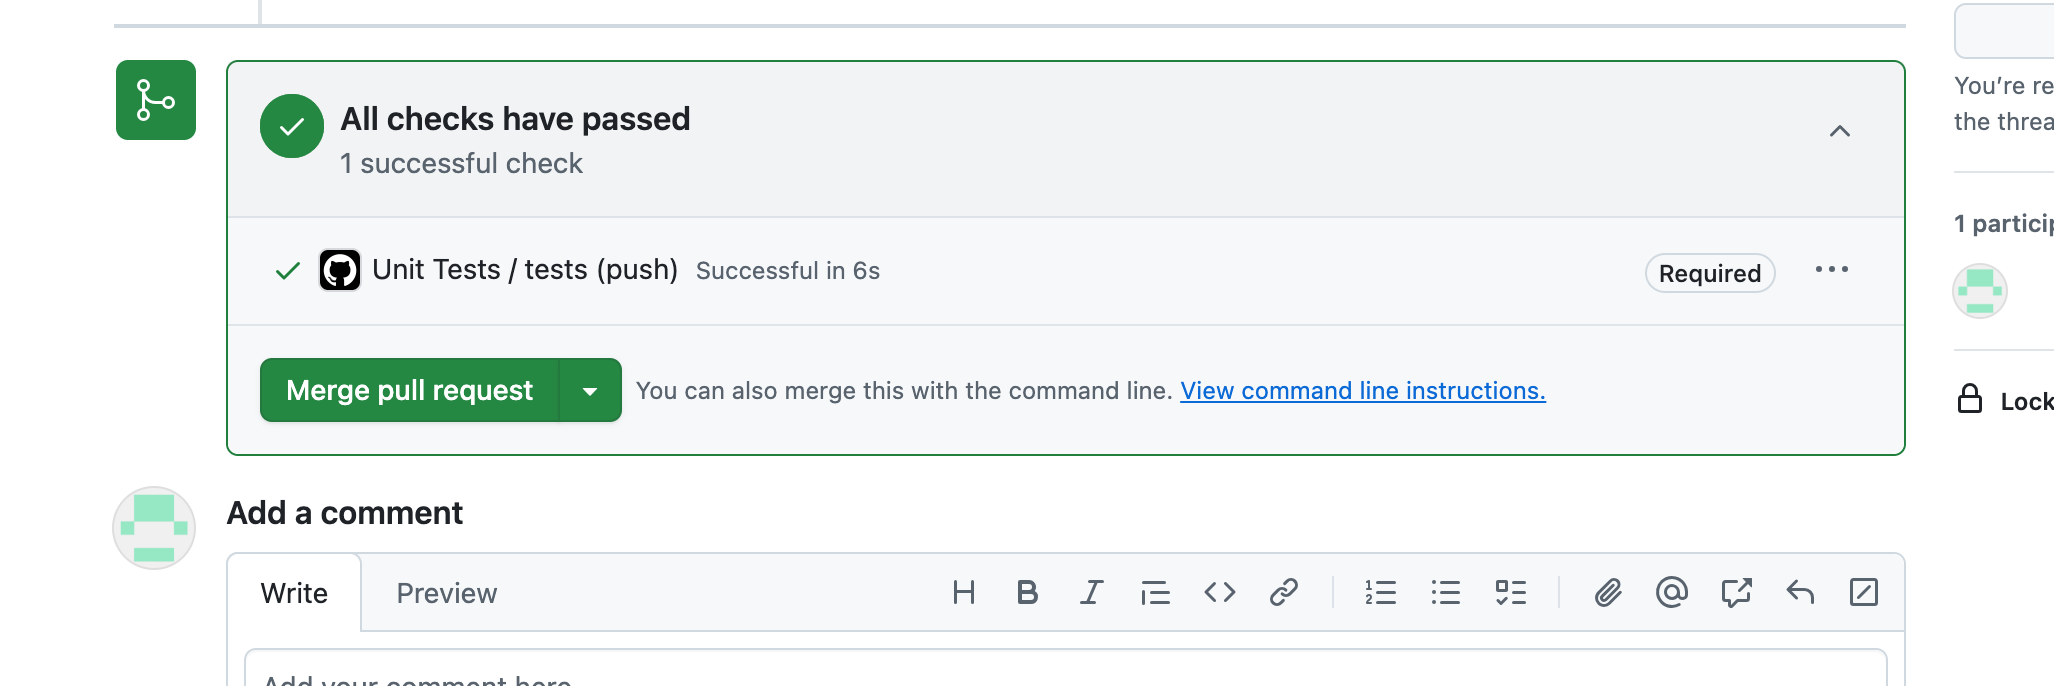 All checks have passed
1 successful check
Unit Tests / tests (push) Successful in 6s Required
Merge pull request You can also merge this with the command line. View command line instructions.
Add a comment
Write Preview
Add your comment here
You’re re
the threa
1 particip
Lock